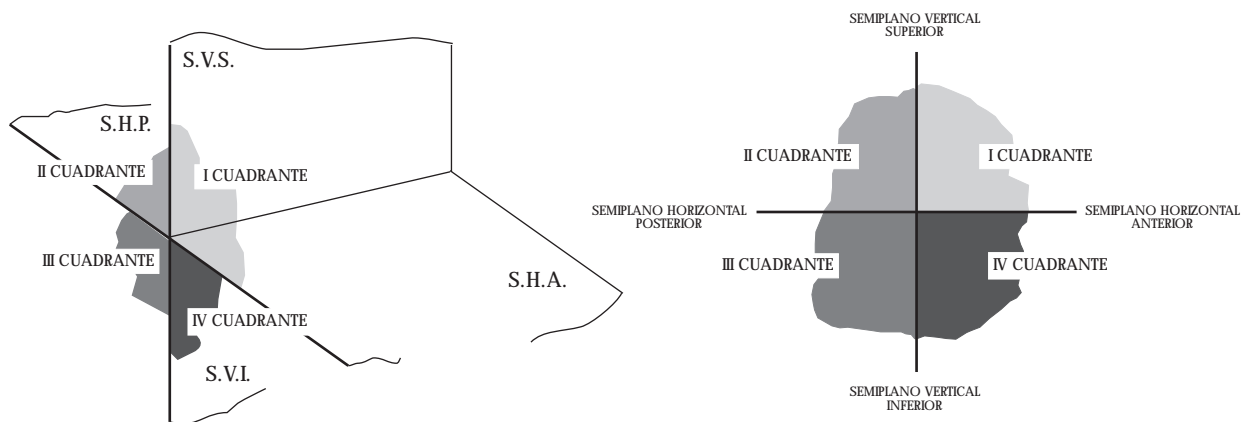 S.V.S.
S.H.P.
II CUADRANTE
I CUADRANTE
III CUADRANTE
S.H.A.
IV CUADRANTE
S.V.I.
SEMIPLANO VERTICAL
SUPERIOR
II CUADRANTE
I CUADRANTE
SEMIPLANO HORIZONTAL
POSTERIOR
SEMIPLANO HORIZONTAL
ANTERIOR
III CUADRANTE
IV CUADRANTE
SEMIPLANO VERTICAL
INFERIOR